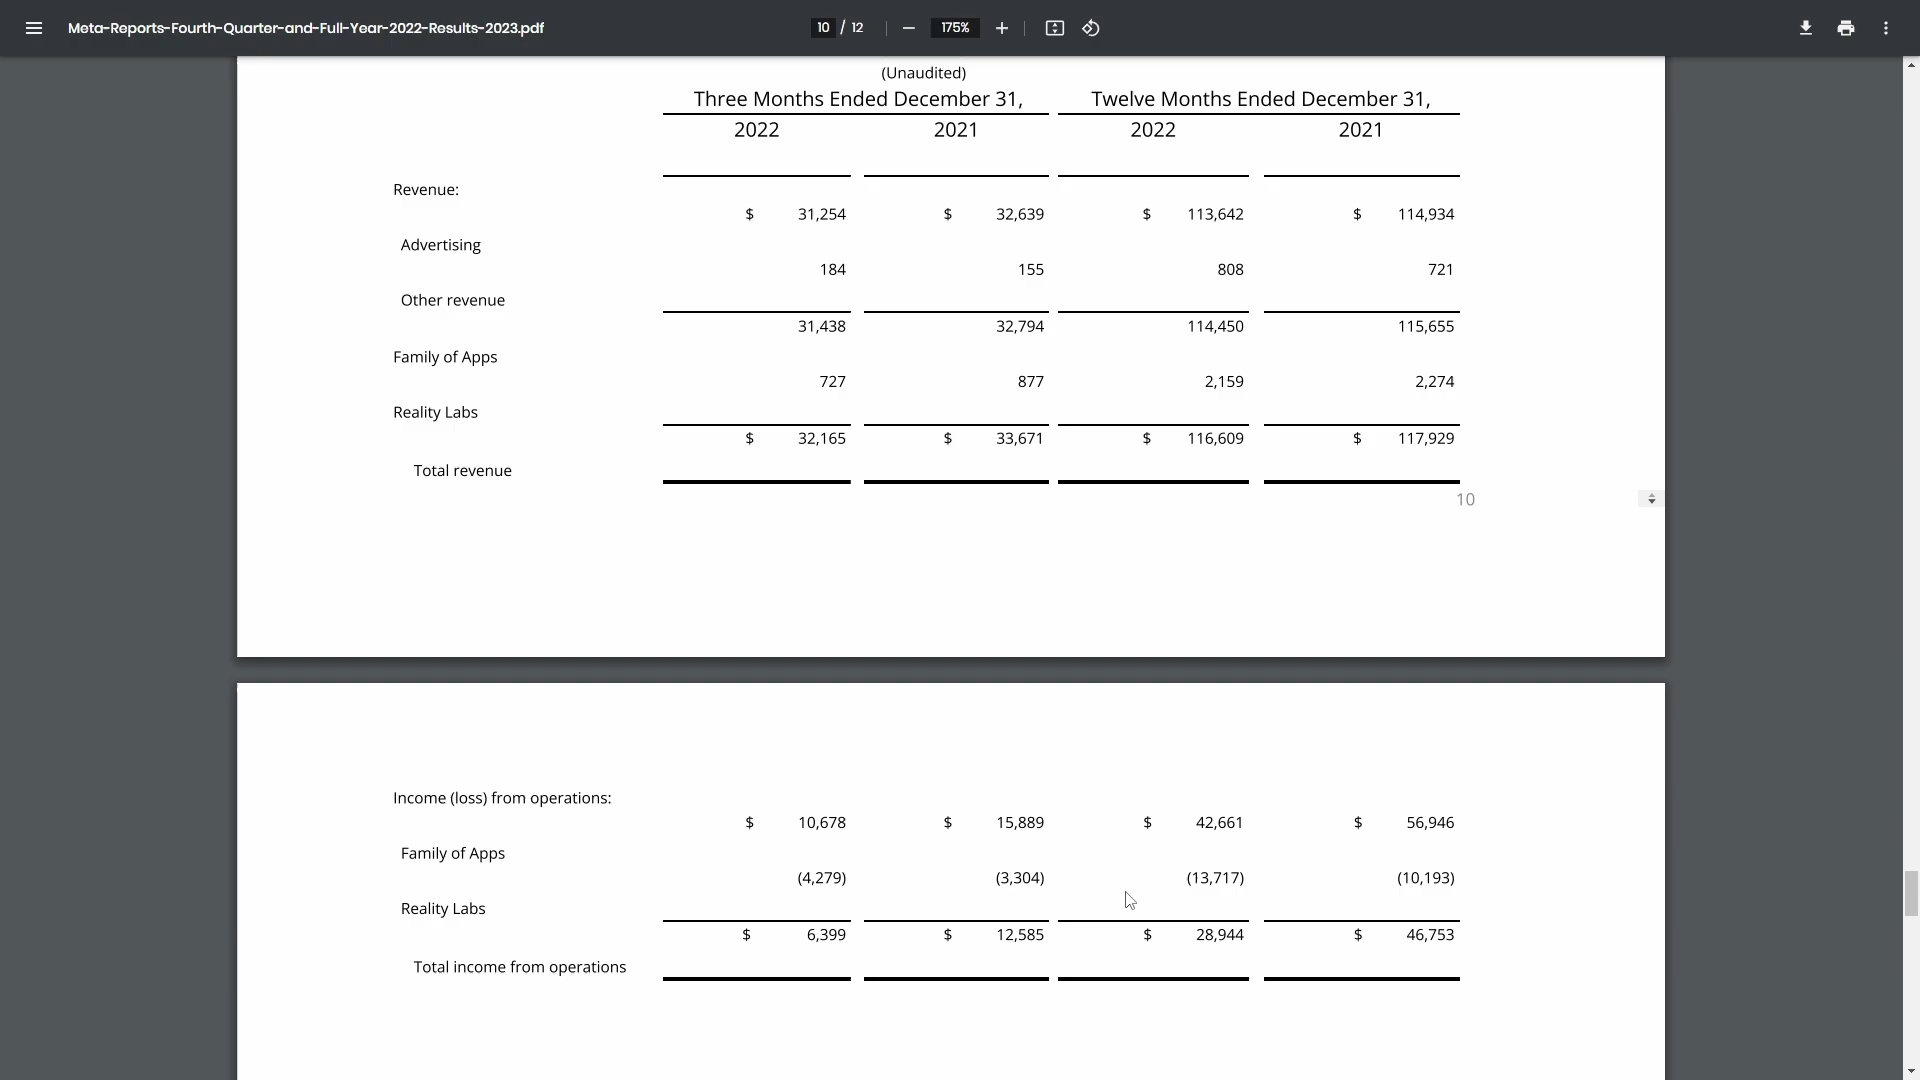 Meta-Reports-Fourth-Quarter-and-Full-Year-2022-Results-2023.pdf 10 / 12 175%
(Unaudited)
Three Months Ended December 31, Twelve Months Ended December 31,
2022 2021 2022 2021
Revenue:
$ 31,254 $ 32,639 $ 113,642 $ 114,934
Advertising
184 155 808 721
Other revenue
31,438 32,794 114,450 115,655
Family of Apps
727 877 2,159 2,274
Reality Labs
$ 32,165 $ 33,671 $ 116,609 $ 117,929
Total revenue
10
Income (loss) from operations:
$ 10,678 $ 15,889 $ 42,661 $ 56,946
Family of Apps
(4,279) (3,304) (13,717) (10,193)
Reality Labs
$ 6,399 $ 12,585 $ 28,944 $ 46,753
Total income from operations